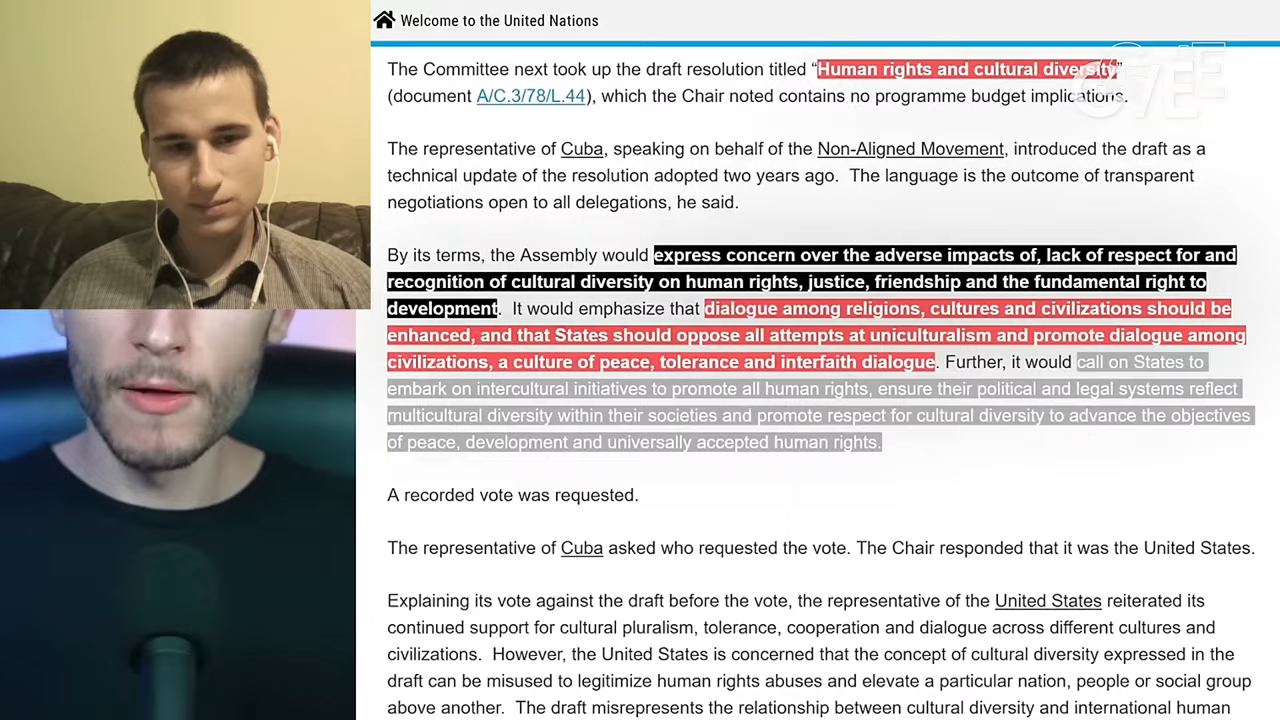 Welcome to the United Nations
The Committee next took up the draft resolution titled “Human rights and cultural diversity”
(document A/C.3/78/L.44), which the Chair noted contains no programme budget implications.
The representative of Cuba, speaking on behalf of the Non-Aligned Movement, introduced the draft as a
technical update of the resolution adopted two years ago. The language is the outcome of transparent
negotiations open to all delegations, he said.
By its terms, the Assembly would express concern over the adverse impacts of, lack of respect for and
recognition of cultural diversity on human rights, justice, friendship and the fundamental right to
development. It would emphasize that dialogue among religions, cultures and civilizations should be
enhanced, and that States should oppose all attempts at uniculturalism and promote dialogue among
civilizations, a culture of peace, tolerance and interfaith dialogue. Further, it would call on States to
embark on intercultural initiatives to promote all human rights, ensure their political and legal systems reflect
multicultural diversity within their societies and promote respect for cultural diversity to advance the objectives
of peace, development and universally accepted human rights.
A recorded vote was requested.
The representative of Cuba asked who requested the vote. The Chair responded that it was the United States.
Explaining its vote against the draft before the vote, the representative of the United States reiterated its
continued support for cultural pluralism, tolerance, cooperation and dialogue across different cultures and
civilizations. However, the United States is concerned that the concept of cultural diversity expressed in the
draft can be misused to legitimize human rights abuses and elevate a particular nation, people or social group
above another. The draft misrepresents the relationship between cultural diversity and international human